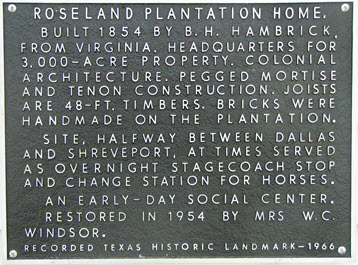 ROSELAND PLANTATION HOME.
BUILT 1854 BY B.H. HAMBRICK,
FROM VIRGINIA. HEADQUARTERS FOR
3,000-ACRE PROPERTY. COLONIAL
ARCHITECTURE. PEGGED MORTISE
AND TENON CONSTRUCTION. JOISTS
ARE 48-FT. TIMBERS. BRICKS WERE
HANDMADE ON THE PLANTATION.
SITE, HALFWAY BETWEEN DALLAS
AND SHREVEPORT, AT TIMES SERVED
AS OVERNIGHT STAGECOACH STOP
AND CHANGE STATION FOR HORSES.
AN EARLY-DAY SOCIAL CENTER.
RESTORED IN 1954 BY MRS W.C.
WINDSOR.
RECORDED TEXAS HISTORIC LANDMARK-1966